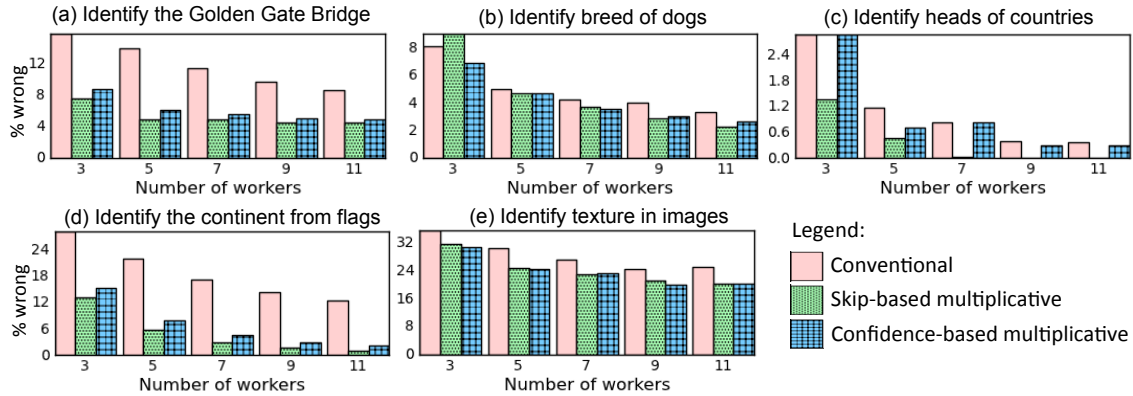 (a) Identify the Golden Gate Bridge
% wrong
12
8
4
0
3 5 7 9 11
Number of workers
(b) Identify breed of dogs
8
6
4
2
0
3 5 7 9 11
Number of workers
(c) Identify heads of countries
2.4
1.8
1.2
0.6
0.0
3 5 7 9 11
Number of workers
(d) Identify the continent from flags
% wrong
24
18
12
6
0
3 5 7 9 11
Number of workers
(e) Identify texture in images
32
24
16
8
0
3 5 7 9 11
Number of workers
Legend:
Conventional
Skip-based multiplicative
Confidence-based multiplicative